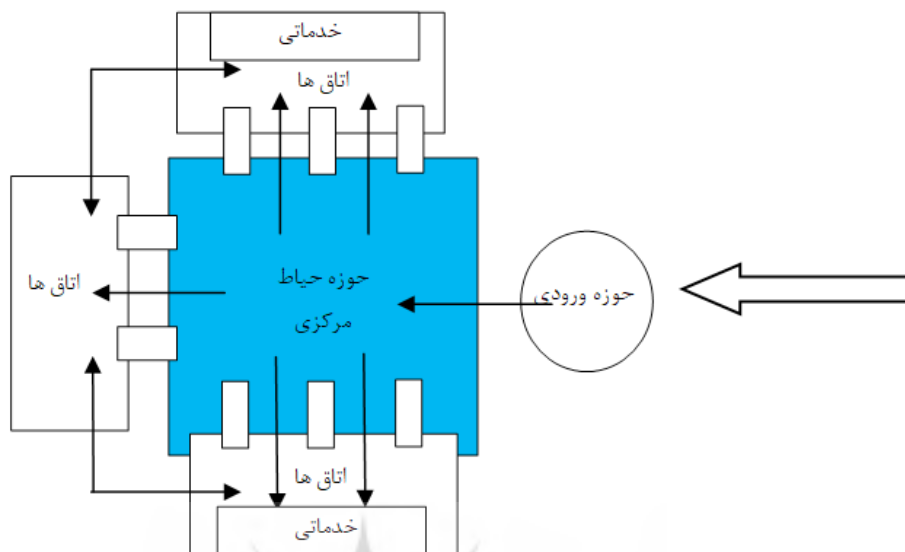 خدماتی
اتاق ها
حوزه حیاط
مرکزی
حوزه ورودی
اتاق ها
اتاق ها
خدماتی